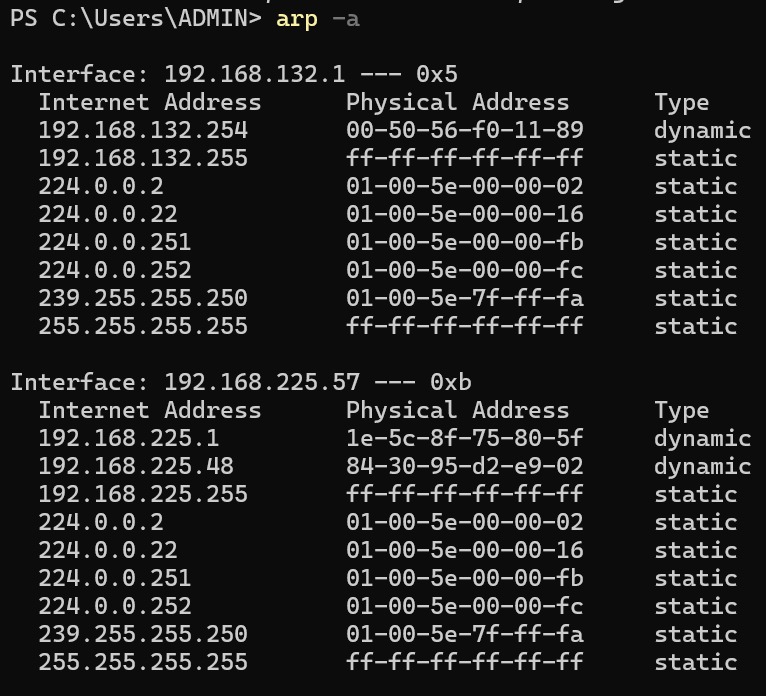 PS C:\Users\ADMIN> arp -a
Interface: 192.168.132.1 --- 0x5
  Internet Address      Physical Address      Type
  192.168.132.254       00-50-56-f0-11-89     dynamic
  192.168.132.255       ff-ff-ff-ff-ff-ff     static
  224.0.0.2             01-00-5e-00-00-02     static
  224.0.0.22            01-00-5e-00-00-16     static
  224.0.0.251           01-00-5e-00-00-fb     static
  224.0.0.252           01-00-5e-00-00-fc     static
  239.255.255.250       01-00-5e-7f-ff-fa     static
  255.255.255.255       ff-ff-ff-ff-ff-ff     static
Interface: 192.168.225.57 --- 0xb
  Internet Address      Physical Address      Type
  192.168.225.1         1e-5c-8f-75-80-5f     dynamic
  192.168.225.48        84-30-95-d2-e9-02     dynamic
  192.168.225.255       ff-ff-ff-ff-ff-ff     static
  224.0.0.2             01-00-5e-00-00-02     static
  224.0.0.22            01-00-5e-00-00-16     static
  224.0.0.251           01-00-5e-00-00-fb     static
  224.0.0.252           01-00-5e-00-00-fc     static
  239.255.255.250       01-00-5e-7f-ff-fa     static
  255.255.255.255       ff-ff-ff-ff-ff-ff     static